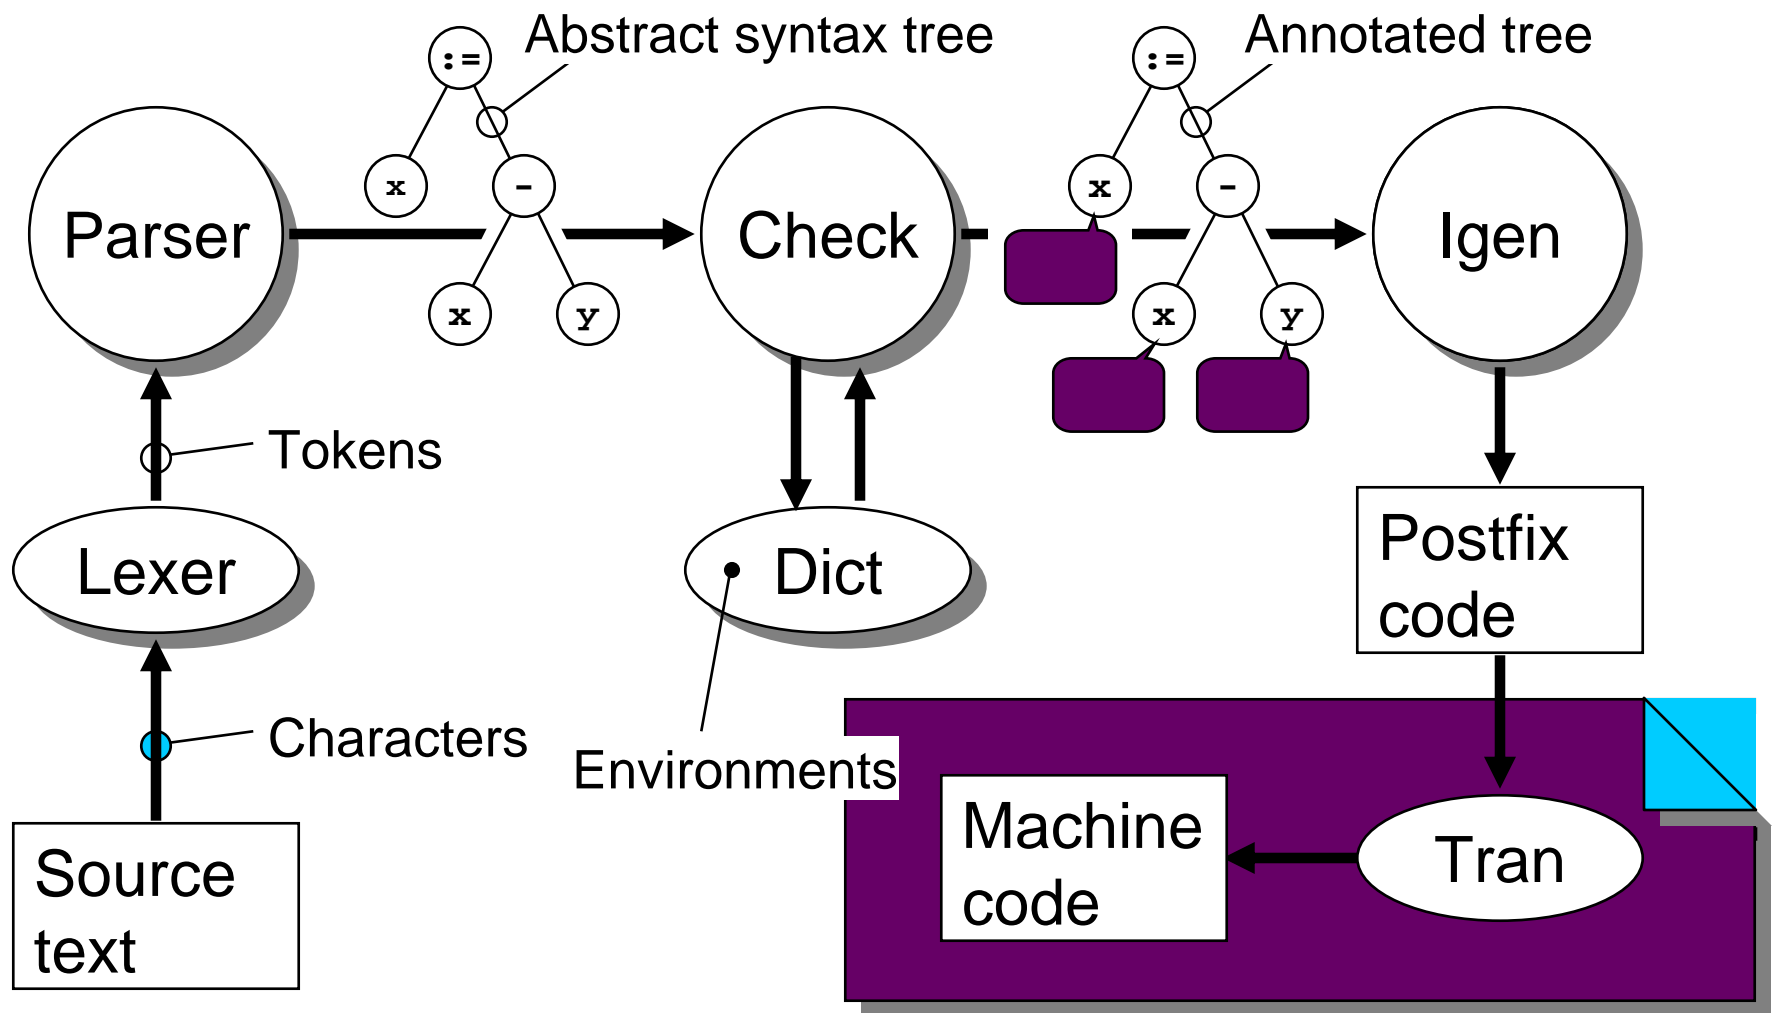 Abstract syntax tree
Annotated tree
:=
:=
x
-
x
-
Parser
Check
Igen
x
y
x
y
Tokens
Lexer
Dict
Postfix
code
Characters
Environments
Machine
code
Tran
Source
text